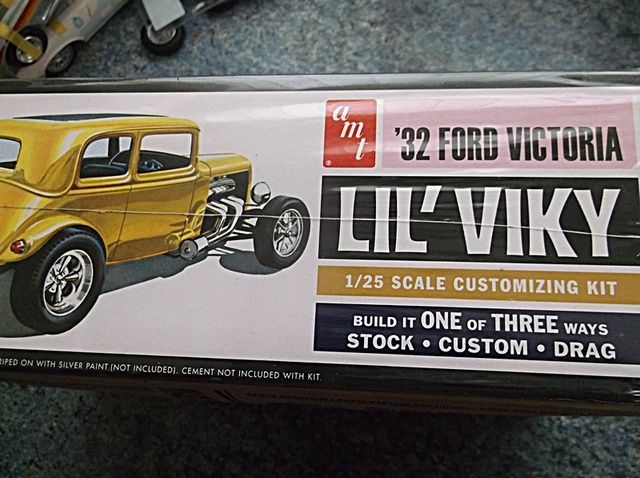 amt
®
'32 FORD VICTORIA
LIL' VIKY
1/25 SCALE CUSTOMIZING KIT
BUILD IT ONE OF THREE WAYS
STOCK • CUSTOM • DRAG
RIPED ON WITH SILVER PAINT (NOT INCLUDED). CEMENT NOT INCLUDED WITH KIT.